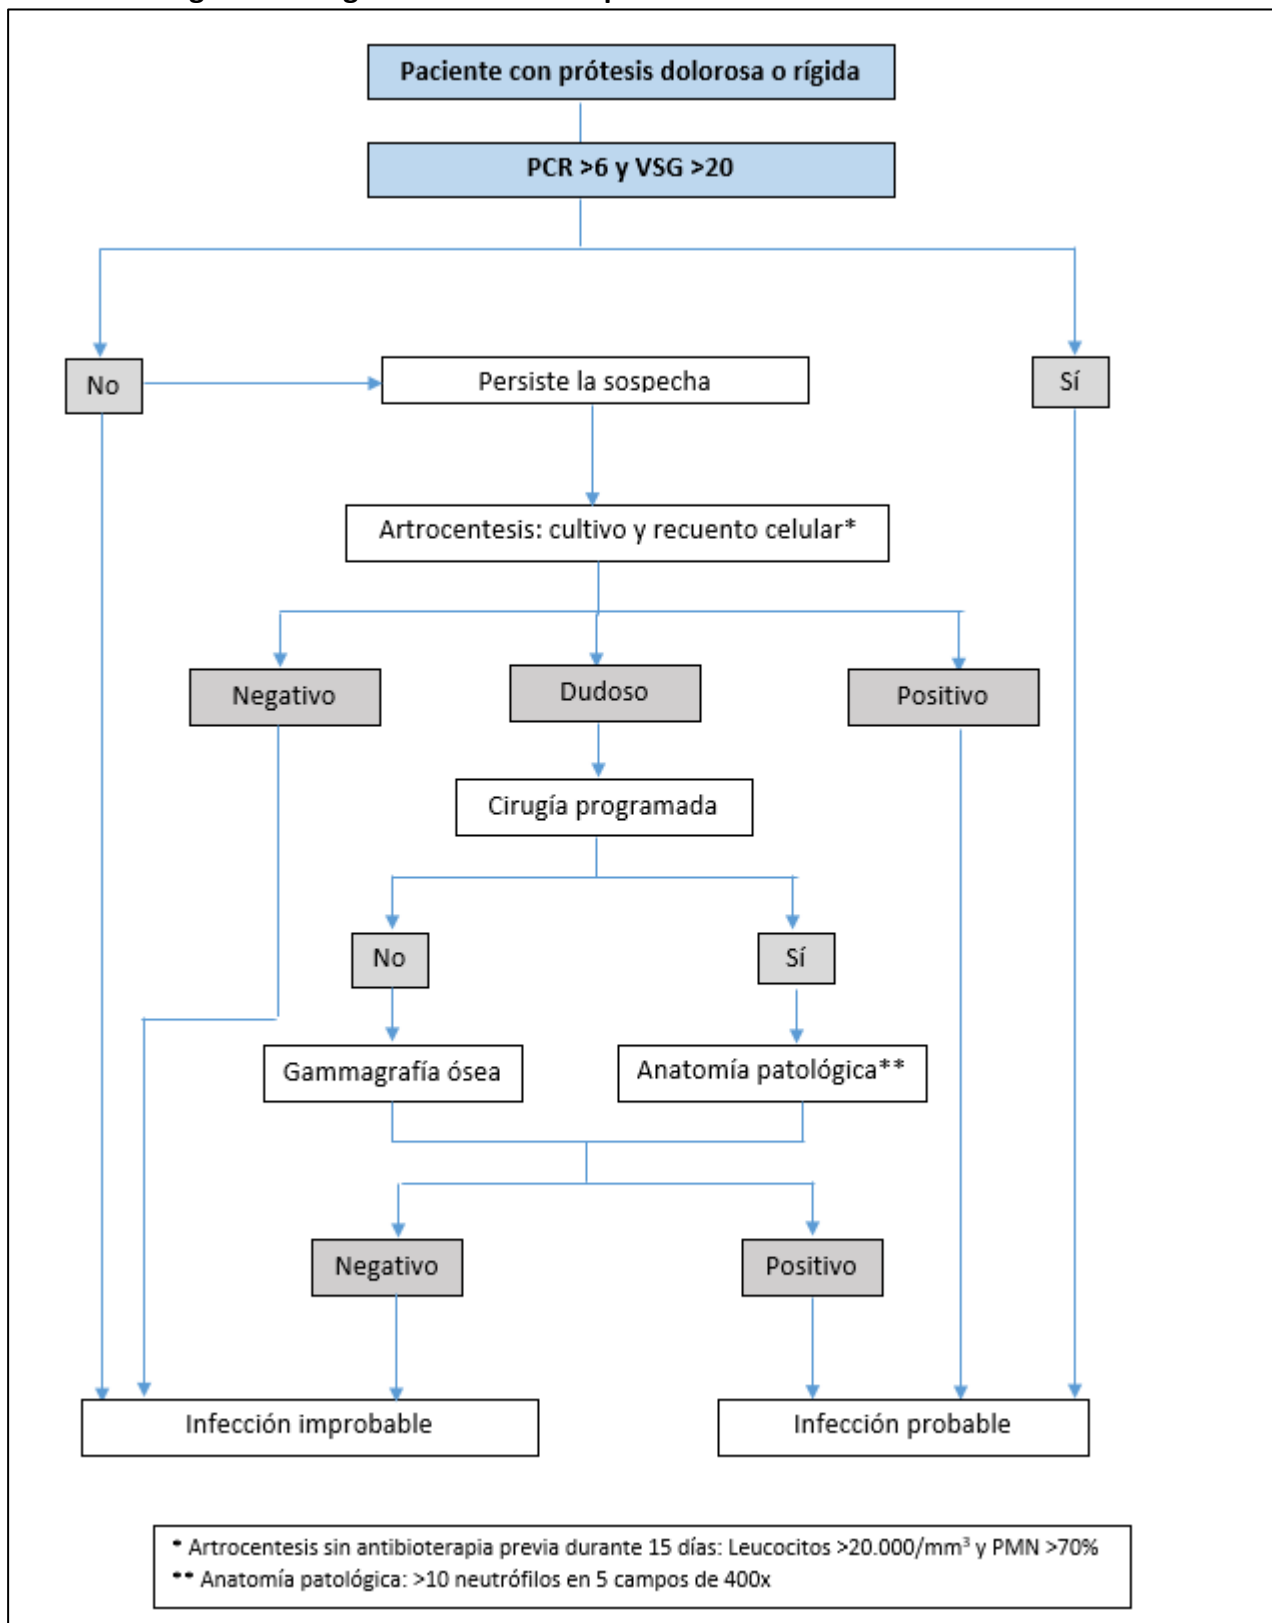 Paciente con prótesis dolorosa o rígida
PCR >6 y VSG >20
No
Persiste la sospecha
Sí
Artrocentesis: cultivo y recuento celular*
Negativo
Dudoso
Positivo
Cirugía programada
No
Sí
Gammagrafía ósea
Anatomía patológica**
Negativo
Positivo
Infección improbable
Infección probable
* Artrocentesis sin antibioterapia previa durante 15 días: Leucocitos >20.000/mm³ y PMN >70%
** Anatomía patológica: >10 neutrófilos en 5 campos de 400x